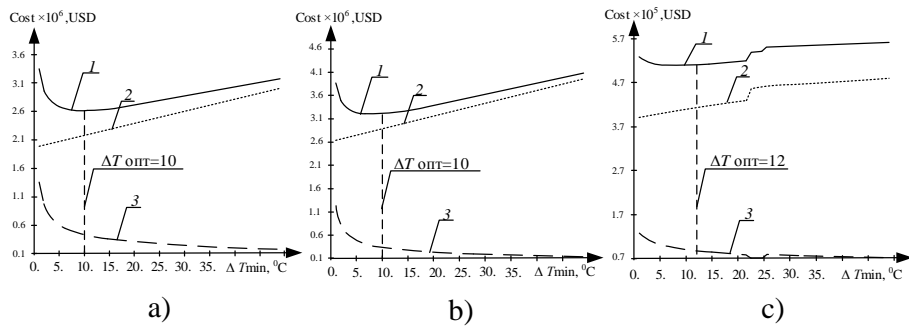 Cost ×10⁶,USD
3.6
3.1
2.6
2.1
1.6
1.1
0.6
0.1
1
2
ΔT опт=10
3
0. 5. 10. 15. 20. 25. 30. 35. Δ Tmin, ⁰C
a)
Cost ×10⁶,USD
4.6
4.1
3.6
3.1
2.6
2.1
1.6
1.1
0.6
0.1
1
2
ΔT опт=10
3
0. 5. 10. 15. 20. 25. 30. 35. Δ Tmin, ⁰C
b)
Cost ×10⁵,USD
5.7
4.7
3.7
2.7
1.7
0.7
1
2
ΔT опт=12
3
0. 5. 10. 15. 20. 25. 30. 35. Δ Tmin, ⁰C
c)